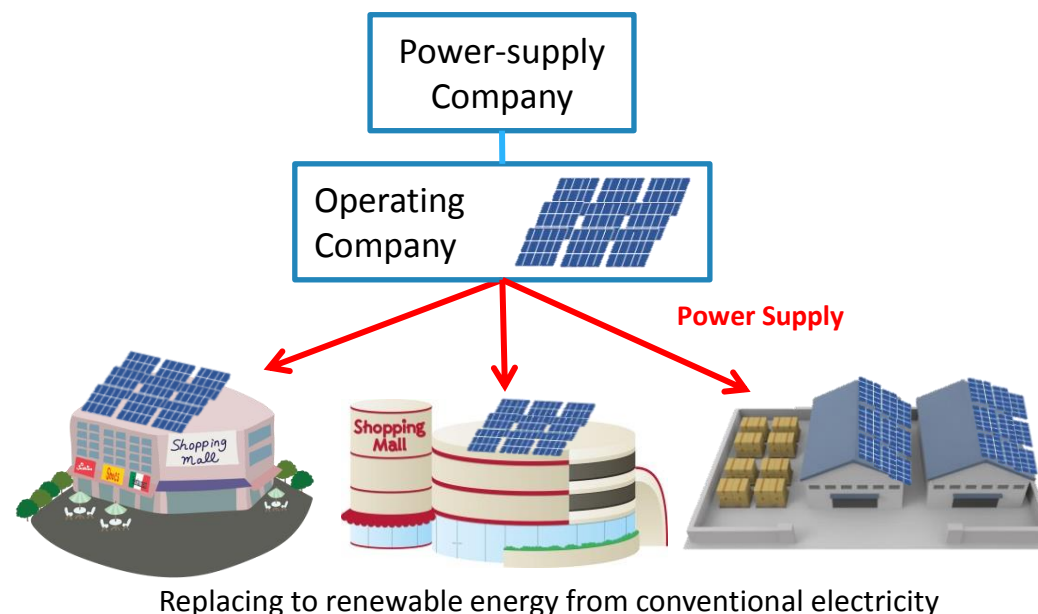 Power-supply
Company
Operating
Company
Power Supply
Shopping
Mall
Shopping
Mall
Replacing to renewable energy from conventional electricity